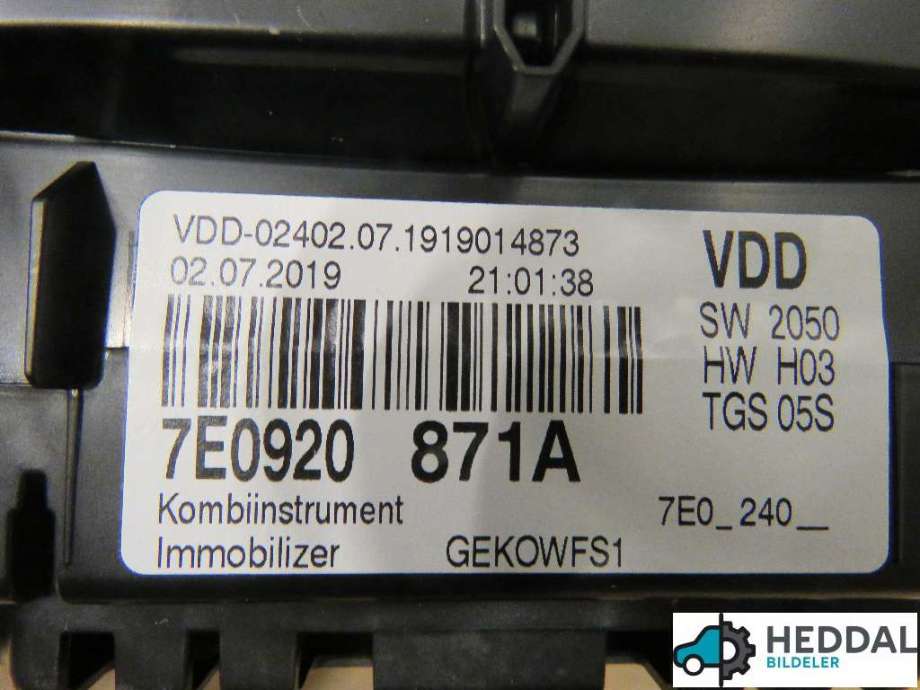 VDD-02402.07.1919014873
02.07.2019 21:01:38
VDD
SW 2050
HW H03
TGS 05S
7E0920 871A
Kombiinstrument 7E0_240__
Immobilizer GEKOWFS1
HEDDAL
BILDELER